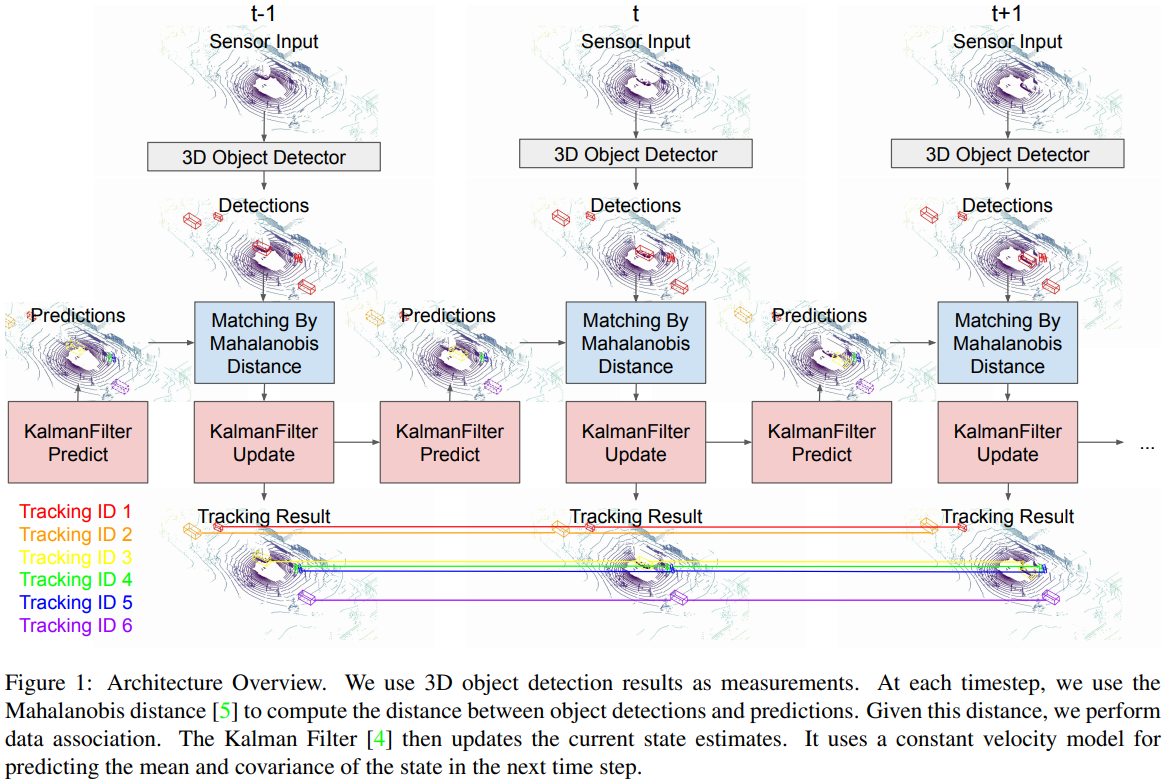 t-1
t
t+1
Sensor Input
Sensor Input
Sensor Input
3D Object Detector
3D Object Detector
3D Object Detector
Detections
Detections
Detections
Predictions
Matching By
Mahalanobis
Distance
Predictions
Matching By
Mahalanobis
Distance
Predictions
Matching By
Mahalanobis
Distance
KalmanFilter
Predict
KalmanFilter
Update
KalmanFilter
Predict
KalmanFilter
Update
KalmanFilter
Predict
KalmanFilter
Update
...
Tracking ID 1
Tracking ID 2
Tracking ID 3
Tracking ID 4
Tracking ID 5
Tracking ID 6
Tracking Result
Tracking Result
Tracking Result
Figure 1: Architecture Overview. We use 3D object detection results as measurements. At each timestep, we use the
Mahalanobis distance [5] to compute the distance between object detections and predictions. Given this distance, we perform
data association. The Kalman Filter [4] then updates the current state estimates. It uses a constant velocity model for
predicting the mean and covariance of the state in the next time step.